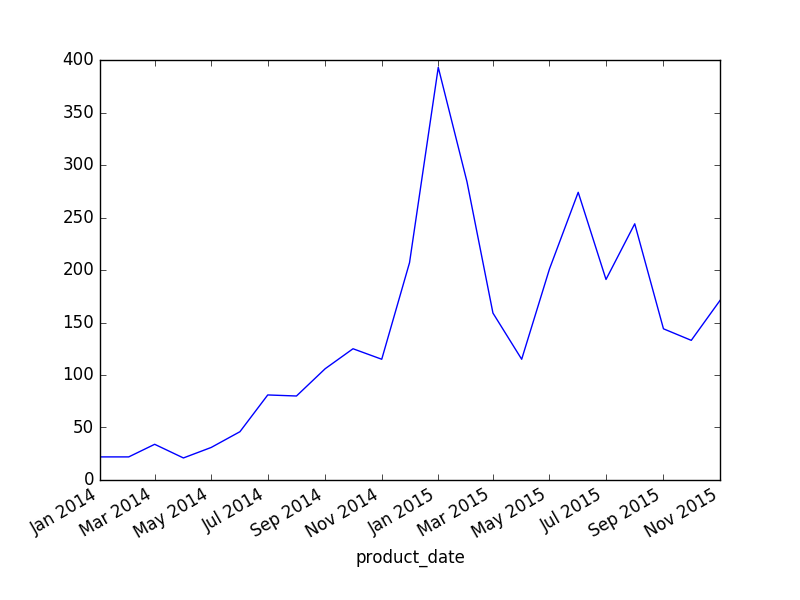 400
350
300
250
200
150
100
50
0
Jan 2014
Mar 2014
May 2014
Jul 2014
Sep 2014
Nov 2014
Jan 2015
Mar 2015
May 2015
Jul 2015
Sep 2015
Nov 2015
product_date